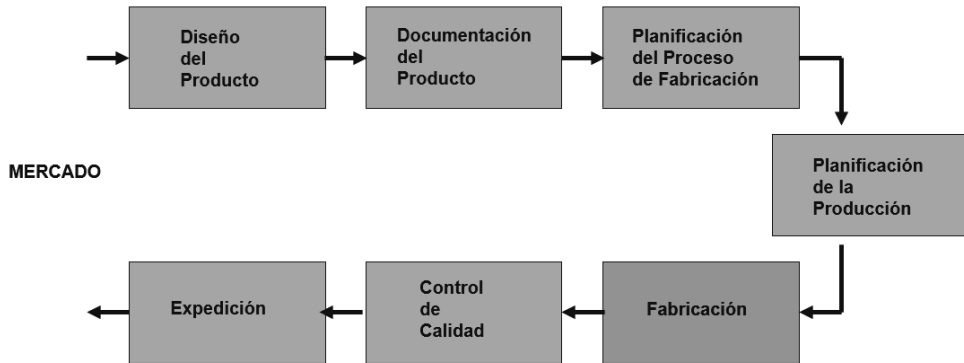 Diseño
del
Producto
Documentación
del
Producto
Planificación
del Proceso
de Fabricación
MERCADO
Planificación
de la
Producción
Expedición
Control
de
Calidad
Fabricación